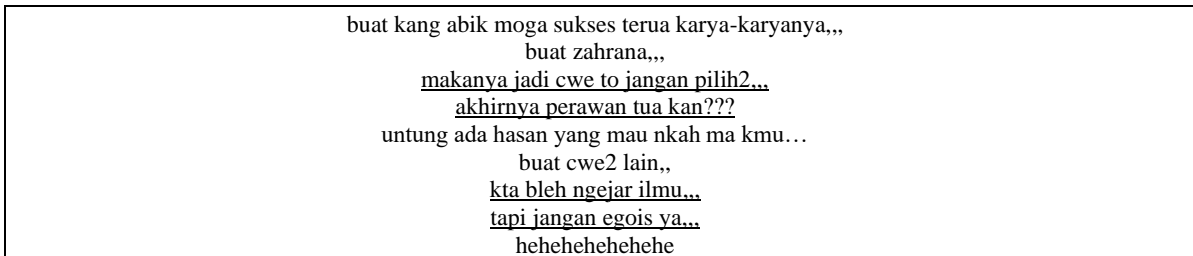 buat kang abik moga sukses terua karya-karyanya,,,
buat zahrana,,,
makanya jadi cwe to jangan pilih2,,,
akhirnya perawan tua kan???
untung ada hasan yang mau nkah ma kmu…
buat cwe2 lain,,
kta bleh ngejar ilmu,,,
tapi jangan egois ya,,,
hehehehehehehe